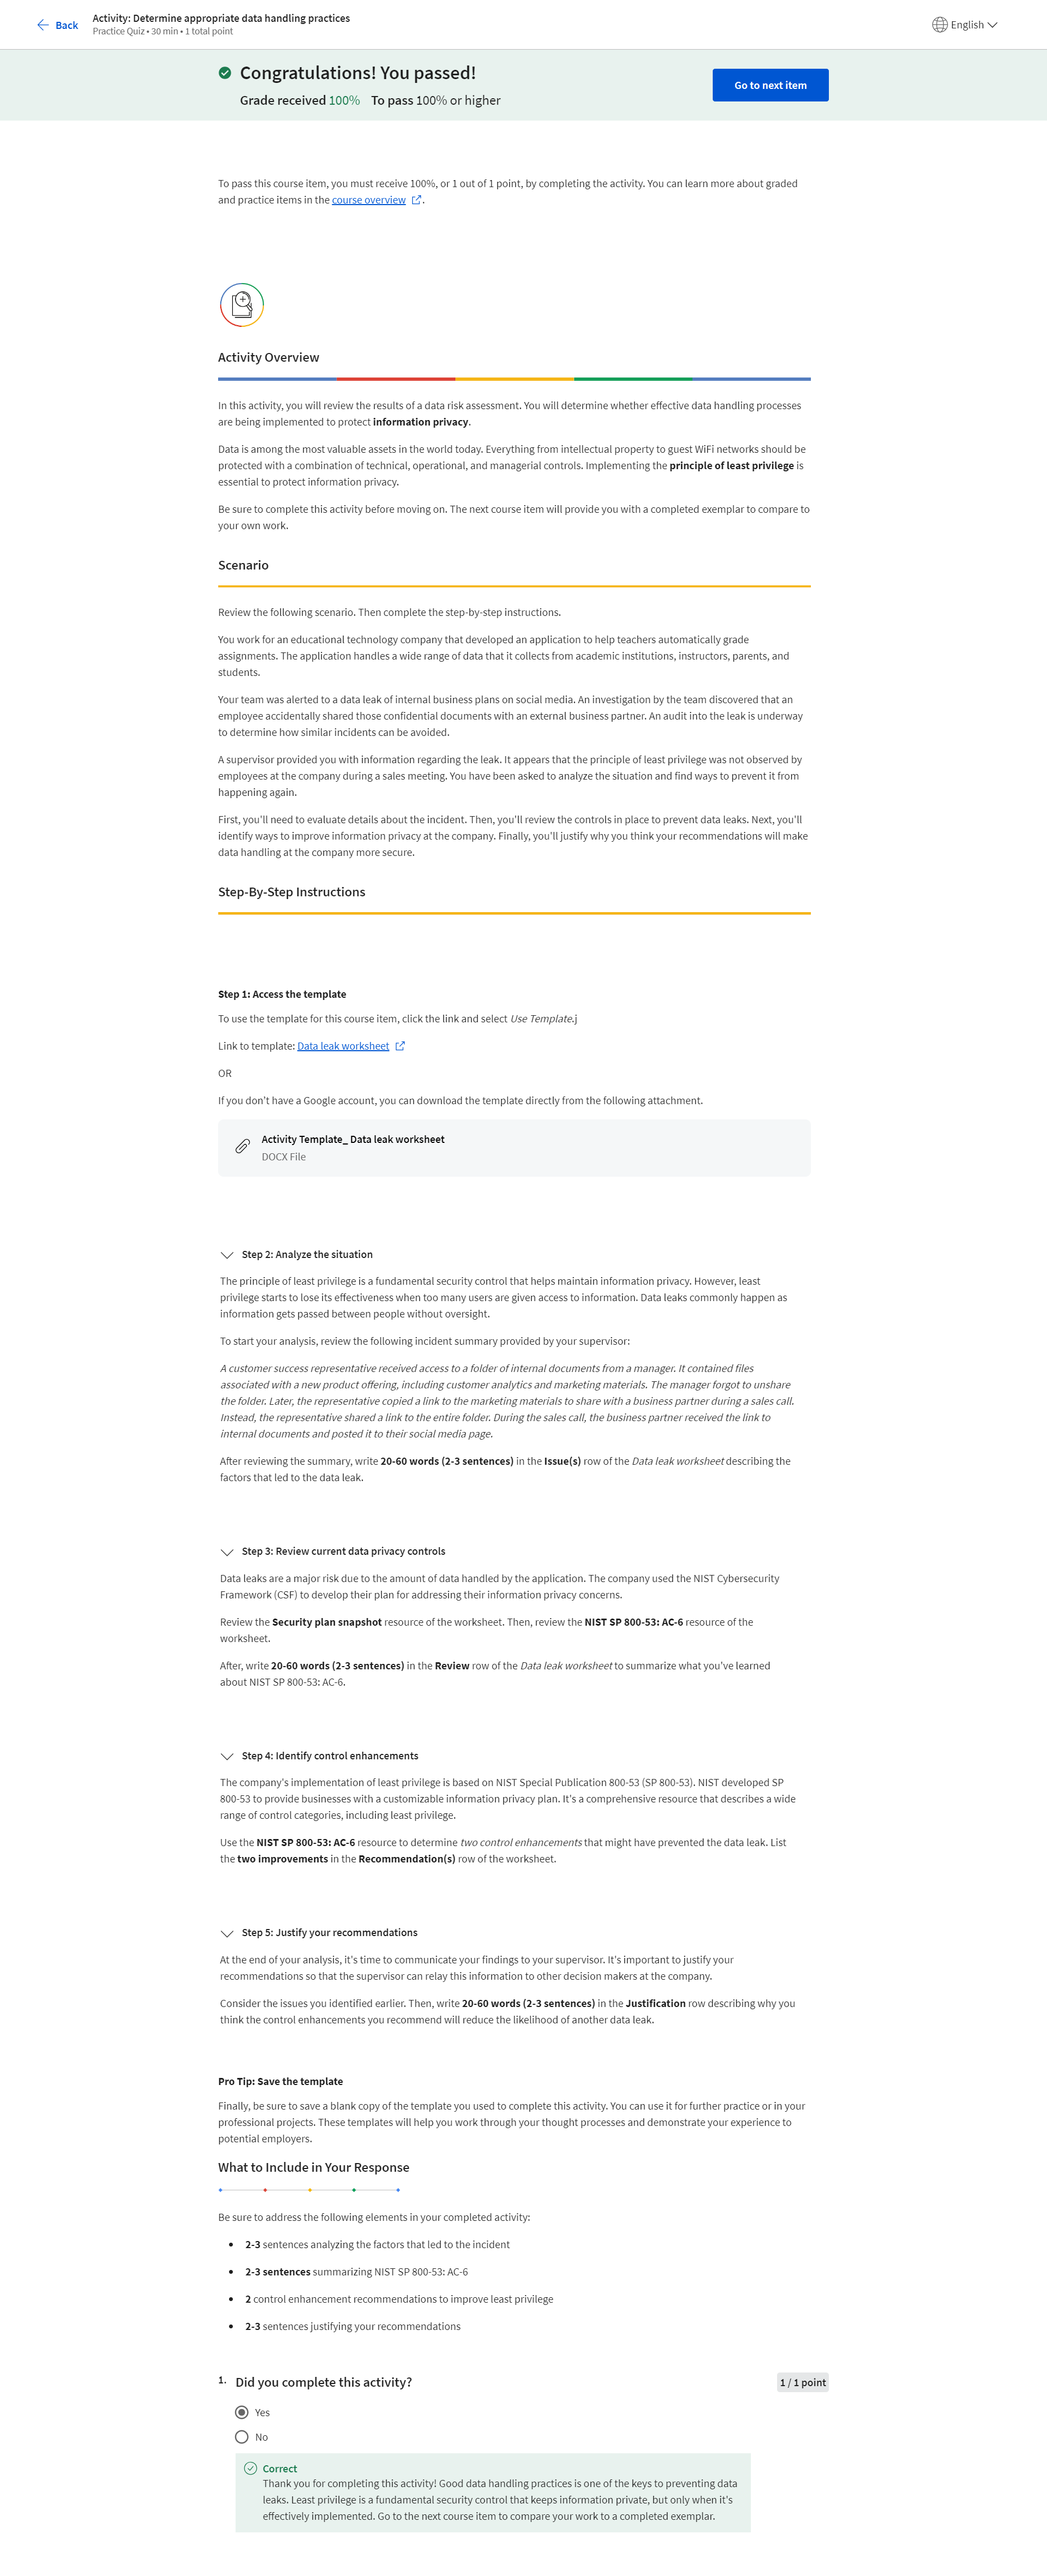 Back
Activity: Determine appropriate data handling practices
Practice Quiz • 30 min • 1 total point
English
Congratulations! You passed!
Grade received 100% To pass 100% or higher
Go to next item
To pass this course item, you must receive 100%, or 1 out of 1 point, by completing the activity. You can learn more about graded
and practice items in the course overview .
Activity Overview
In this activity, you will review the results of a data risk assessment. You will determine whether effective data handling processes
are being implemented to protect information privacy.
Data is among the most valuable assets in the world today. Everything from intellectual property to guest WiFi networks should be
protected with a combination of technical, operational, and managerial controls. Implementing the principle of least privilege is
essential to protect information privacy.
Be sure to complete this activity before moving on. The next course item will provide you with a completed exemplar to compare to
your own work.
Scenario
Review the following scenario. Then complete the step-by-step instructions.
You work for an educational technology company that developed an application to help teachers automatically grade
assignments. The application handles a wide range of data that it collects from academic institutions, instructors, parents, and
students.
Your team was alerted to a data leak of internal business plans on social media. An investigation by the team discovered that an
employee accidentally shared those confidential documents with an external business partner. An audit into the leak is underway
to determine how similar incidents can be avoided.
A supervisor provided you with information regarding the leak. It appears that the principle of least privilege was not observed by
employees at the company during a sales meeting. You have been asked to analyze the situation and find ways to prevent it from
happening again.
First, you'll need to evaluate details about the incident. Then, you'll review the controls in place to prevent data leaks. Next, you'll
identify ways to improve information privacy at the company. Finally, you'll justify why you think your recommendations will make
data handling at the company more secure.
Step-By-Step Instructions
Step 1: Access the template
To use the template for this course item, click the link and select Use Template.j
Link to template: Data leak worksheet
OR
If you don't have a Google account, you can download the template directly from the following attachment.
Activity Template_ Data leak worksheet
DOCX File
Step 2: Analyze the situation
The principle of least privilege is a fundamental security control that helps maintain information privacy. However, least
privilege starts to lose its effectiveness when too many users are given access to information. Data leaks commonly happen as
information gets passed between people without oversight.
To start your analysis, review the following incident summary provided by your supervisor:
A customer success representative received access to a folder of internal documents from a manager. It contained files
associated with a new product offering, including customer analytics and marketing materials. The manager forgot to unshare
the folder. Later, the representative copied a link to the marketing materials to share with a business partner during a sales call.
Instead, the representative shared a link to the entire folder. During the sales call, the business partner received the link to
internal documents and posted it to their social media page.
After reviewing the summary, write 20-60 words (2-3 sentences) in the Issue(s) row of the Data leak worksheet describing the
factors that led to the data leak.
Step 3: Review current data privacy controls
Data leaks are a major risk due to the amount of data handled by the application. The company used the NIST Cybersecurity
Framework (CSF) to develop their plan for addressing their information privacy concerns.
Review the Security plan snapshot resource of the worksheet. Then, review the NIST SP 800-53: AC-6 resource of the
worksheet.
After, write 20-60 words (2-3 sentences) in the Review row of the Data leak worksheet to summarize what you've learned
about NIST SP 800-53: AC-6.
Step 4: Identify control enhancements
The company's implementation of least privilege is based on NIST Special Publication 800-53 (SP 800-53). NIST developed SP
800-53 to provide businesses with a customizable information privacy plan. It's a comprehensive resource that describes a wide
range of control categories, including least privilege.
Use the NIST SP 800-53: AC-6 resource to determine two control enhancements that might have prevented the data leak. List
the two improvements in the Recommendation(s) row of the worksheet.
Step 5: Justify your recommendations
At the end of your analysis, it's time to communicate your findings to your supervisor. It's important to justify your
recommendations so that the supervisor can relay this information to other decision makers at the company.
Consider the issues you identified earlier. Then, write 20-60 words (2-3 sentences) in the Justification row describing why you
think the control enhancements you recommend will reduce the likelihood of another data leak.
Pro Tip: Save the template
Finally, be sure to save a blank copy of the template you used to complete this activity. You can use it for further practice or in your
professional projects. These templates will help you work through your thought processes and demonstrate your experience to
potential employers.
What to Include in Your Response
Be sure to address the following elements in your completed activity:
• 2-3 sentences analyzing the factors that led to the incident
• 2-3 sentences summarizing NIST SP 800-53: AC-6
• 2 control enhancement recommendations to improve least privilege
• 2-3 sentences justifying your recommendations
1. Did you complete this activity?
1 / 1 point
Yes
No
Correct
Thank you for completing this activity! Good data handling practices is one of the keys to preventing data
leaks. Least privilege is a fundamental security control that keeps information private, but only when it's
effectively implemented. Go to the next course item to compare your work to a completed exemplar.